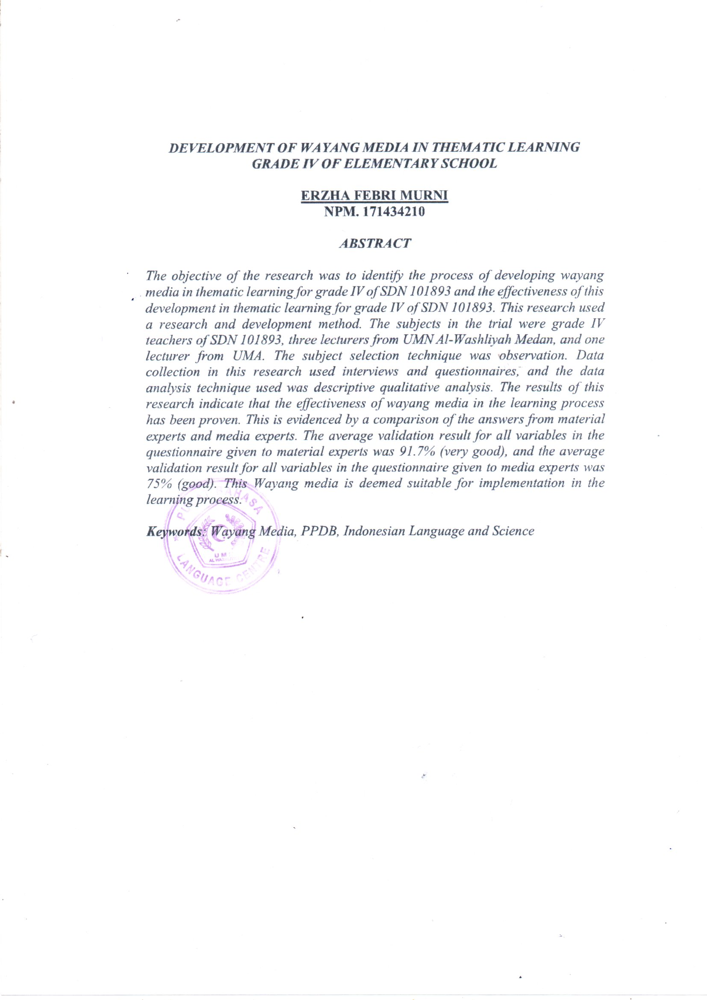 DEVELOPMENT OF WAYANG MEDIA IN THEMATIC LEARNING
GRADE IV OF ELEMENTARY SCHOOL
ERZHA FEBRI MURNI
NPM. 171434210
ABSTRACT
The objective of the research was to identify the process of developing wayang
media in thematic learning for grade IV of SDN 101893 and the effectiveness of this
development in thematic learning for grade IV of SDN 101893. This research used
a research and development method. The subjects in the trial were grade IV
teachers of SDN 101893, three lecturers from UMN Al-Washliyah Medan, and one
lecturer from UMA. The subject selection technique was observation. Data
collection in this research used interviews and questionnaires, and the data
analysis technique used was descriptive qualitative analysis. The results of this
research indicate that the effectiveness of wayang media in the learning process
has been proven. This is evidenced by a comparison of the answers from material
experts and media experts. The average validation result for all variables in the
questionnaire given to material experts was 91.7% (very good), and the average
validation result for all variables in the questionnaire given to media experts was
75% (good). This Wayang media is deemed suitable for implementation in the
learning process.
Keywords: Wayang Media, PPDB, Indonesian Language and Science
BAHASA
LANGUAGE CENTRE